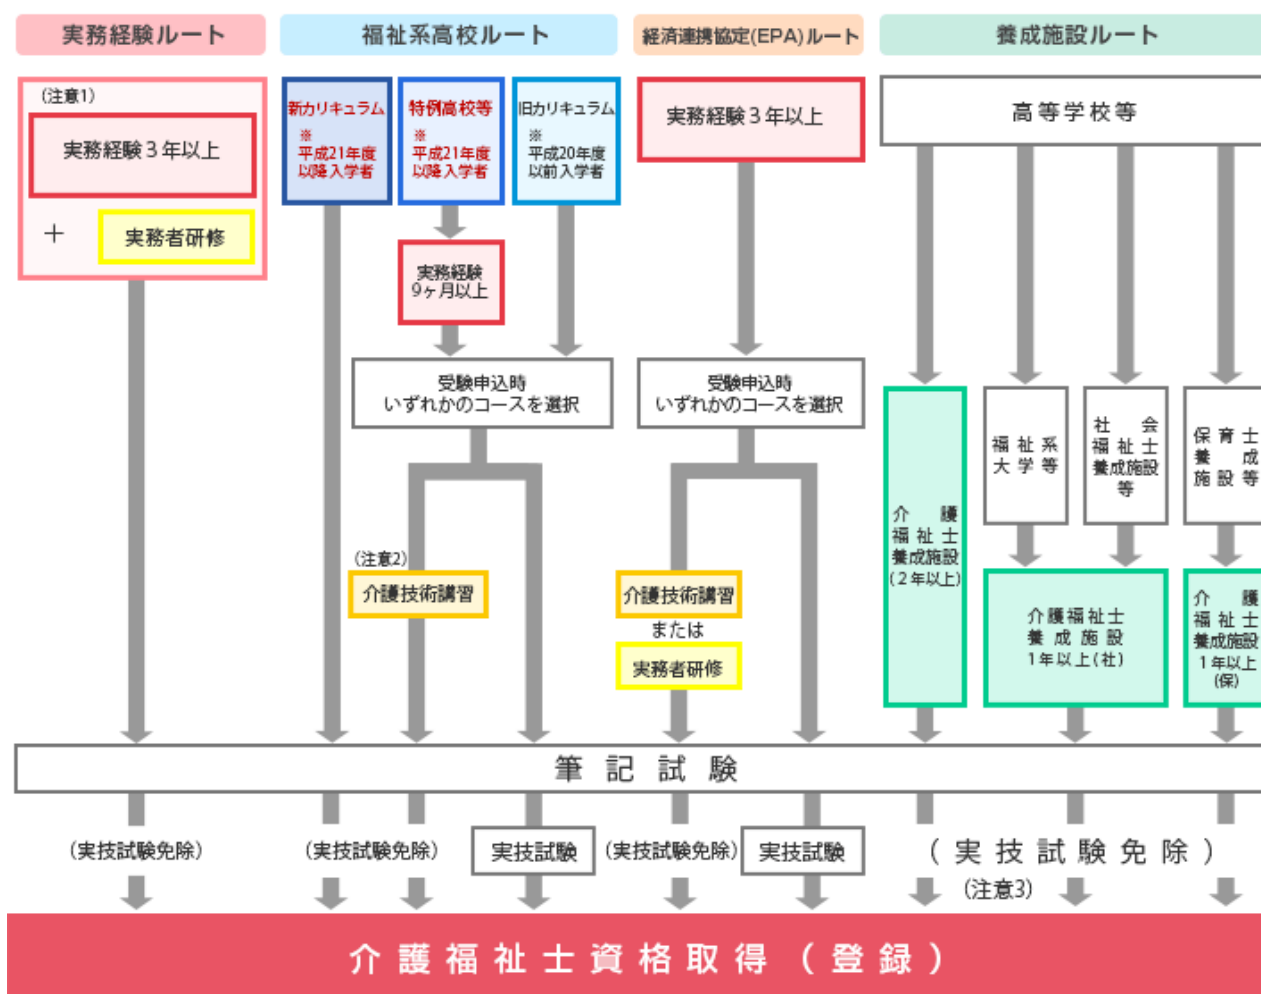 実務経験ルート
福祉系高校ルート
経済連携協定(EPA)ルート
養成施設ルート
(注意1)
実務経験３年以上
＋
実務者研修
新カリキュラム
※
平成21年度
以降入学者
特例高校等
※
平成21年度
以降入学者
旧カリキュラム
※
平成20年度
以前入学者
実務経験
9ヶ月以上
受験申込時
いずれかのコースを選択
(注意2)
介護技術講習
実務経験３年以上
受験申込時
いずれかのコースを選択
介護技術講習
または
実務者研修
高等学校等
介護
福祉士
養成施設
(２年以上)
福祉系
大学等
社会
福祉士
養成施設
等
保育士
養成
施設等
介護福祉士
養成施設
1年以上(社)
介護
福祉士
養成施設
1年以上
(保)
筆記試験
(実技試験免除)
(実技試験免除)
実技試験
(実技試験免除)
実技試験
(実技試験免除)
(注意3)
介護福祉士資格取得(登録)